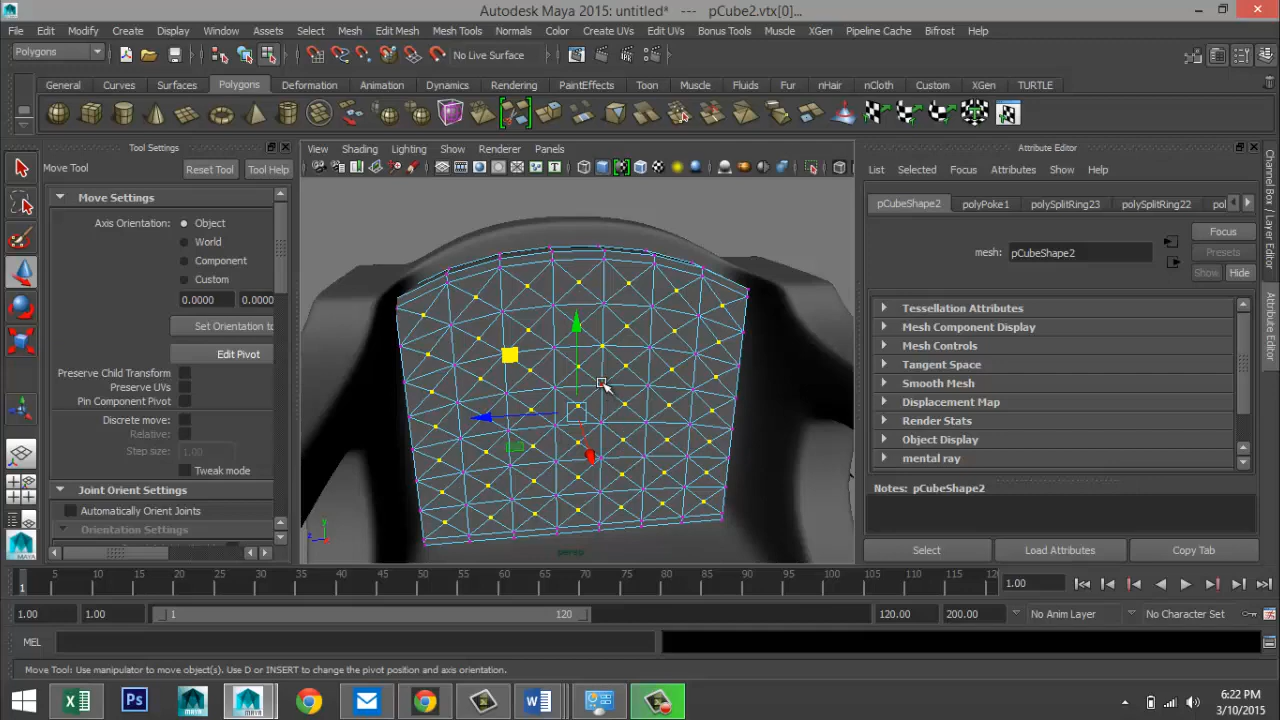 Autodesk Maya 2015: untitled*   ---   pCube2.vtx[0]...
File Edit Modify Create Display Window Assets Select Mesh Edit Mesh Mesh Tools Normals Color Create UVs Edit UVs Bonus Tools Muscle XGen Pipeline Cache Bifrost Help
Polygons No Live Surface
General Curves Surfaces Polygons Deformation Animation Dynamics Rendering PaintEffects Toon Muscle Fluids Fur nHair nCloth Custom XGen TURTLE
Tool Settings
Move Tool Reset Tool Tool Help
Move Settings
Axis Orientation: Object
World
Component
Custom
0.0000 0.0000
Set Orientation to
Edit Pivot
Preserve Child Transform
Preserve UVs
Pin Component Pivot
Discrete move:
Relative:
Step size: 1.00
Tweak mode
Joint Orient Settings
Automatically Orient Joints
Orientation Settings
View Shading Lighting Show Renderer Panels
persp
Attribute Editor
List Selected Focus Attributes Show Help
pCubeShape2 polyPoke1 polySplitRing23 polySplitRing22 pol
Focus
mesh: pCubeShape2
Presets
Show Hide
Tessellation Attributes
Mesh Component Display
Mesh Controls
Tangent Space
Smooth Mesh
Displacement Map
Render Stats
Object Display
mental ray
Notes: pCubeShape2
Select Load Attributes Copy Tab
Channel Box / Layer Editor
Attribute Editor
1 5 10 15 20 25 30 35 40 45 50 55 60 65 70 75 80 85 90 95 100 105 110 115 120 1.00
1.00 1.00 1 120 120.00 200.00 No Anim Layer No Character Set
MEL
Move Tool: Use manipulator to move object(s). Use D or INSERT to change the pivot position and axis orientation.
6:22 PM
3/10/2015